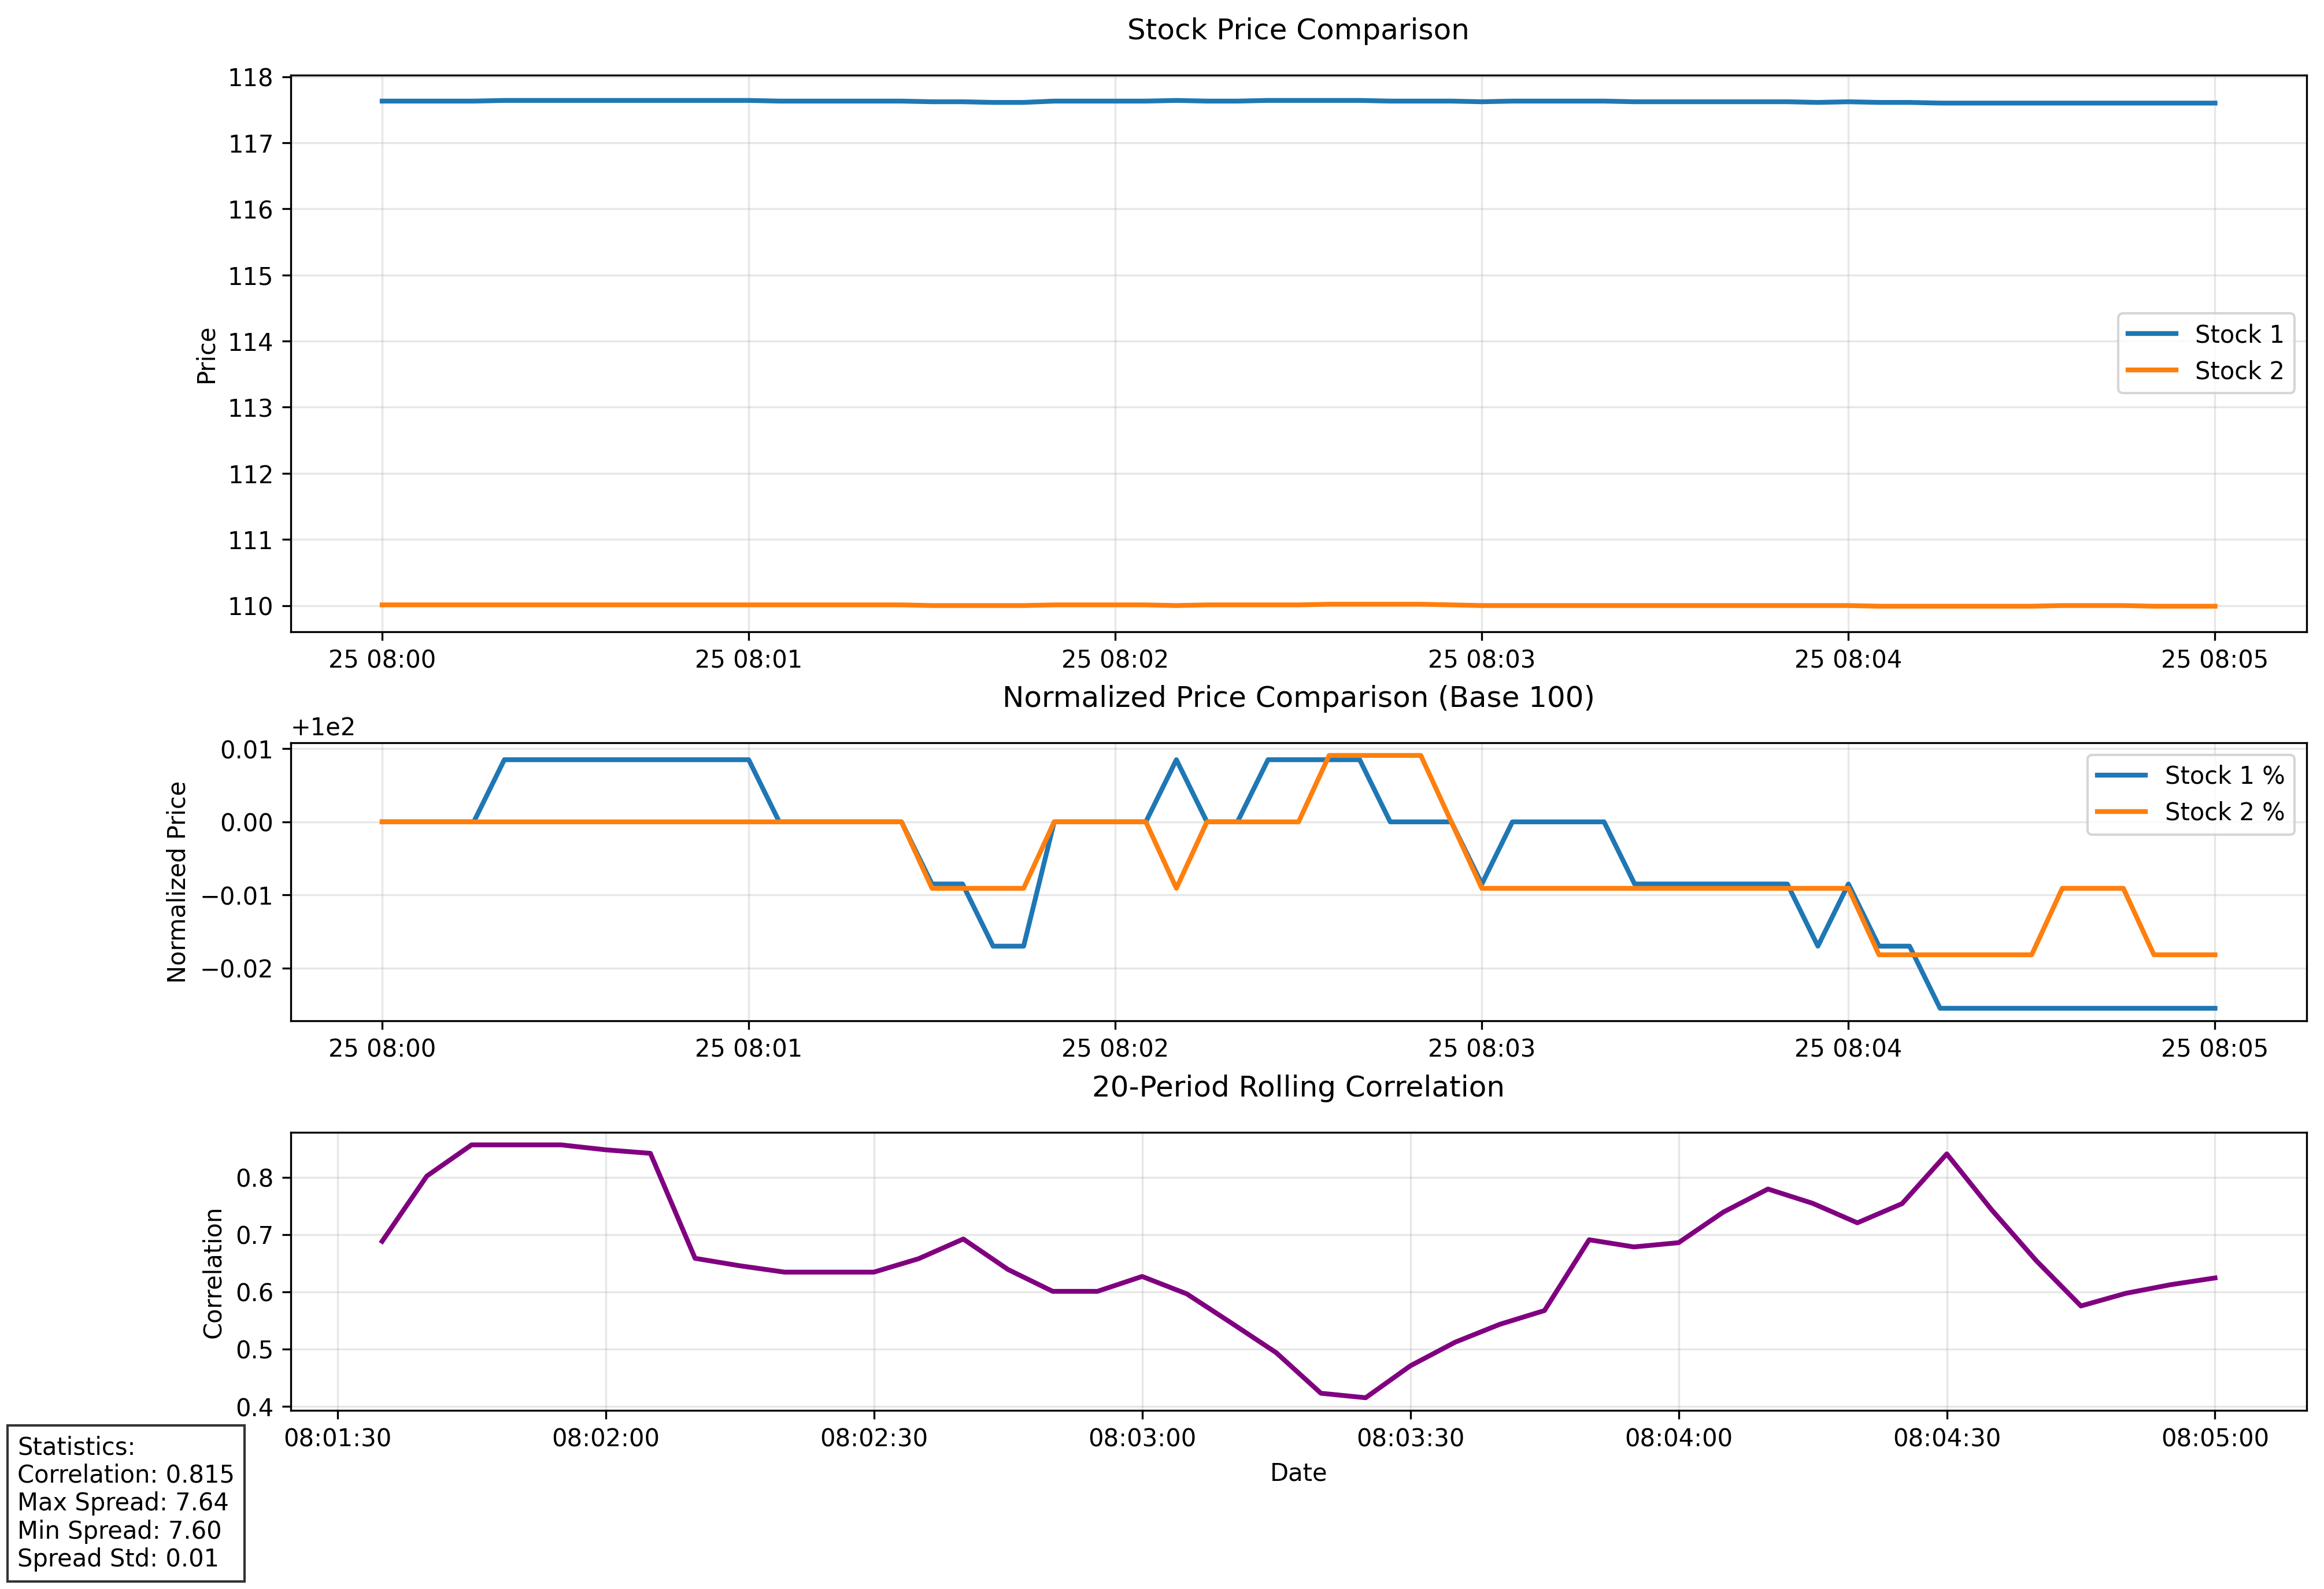 Stock Price Comparison
118
117
116
115
114
113
112
111
110
Price
Stock 1
Stock 2
25 08:00
25 08:01
25 08:02
25 08:03
25 08:04
25 08:05
Normalized Price Comparison (Base 100)
+1e2
0.01
0.00
−0.01
−0.02
Normalized Price
Stock 1 %
Stock 2 %
25 08:00
25 08:01
25 08:02
25 08:03
25 08:04
25 08:05
20-Period Rolling Correlation
0.8
0.7
0.6
0.5
0.4
Correlation
08:01:30
08:02:00
08:02:30
08:03:00
08:03:30
08:04:00
08:04:30
08:05:00
Date
Statistics:
Correlation: 0.815
Max Spread: 7.64
Min Spread: 7.60
Spread Std: 0.01